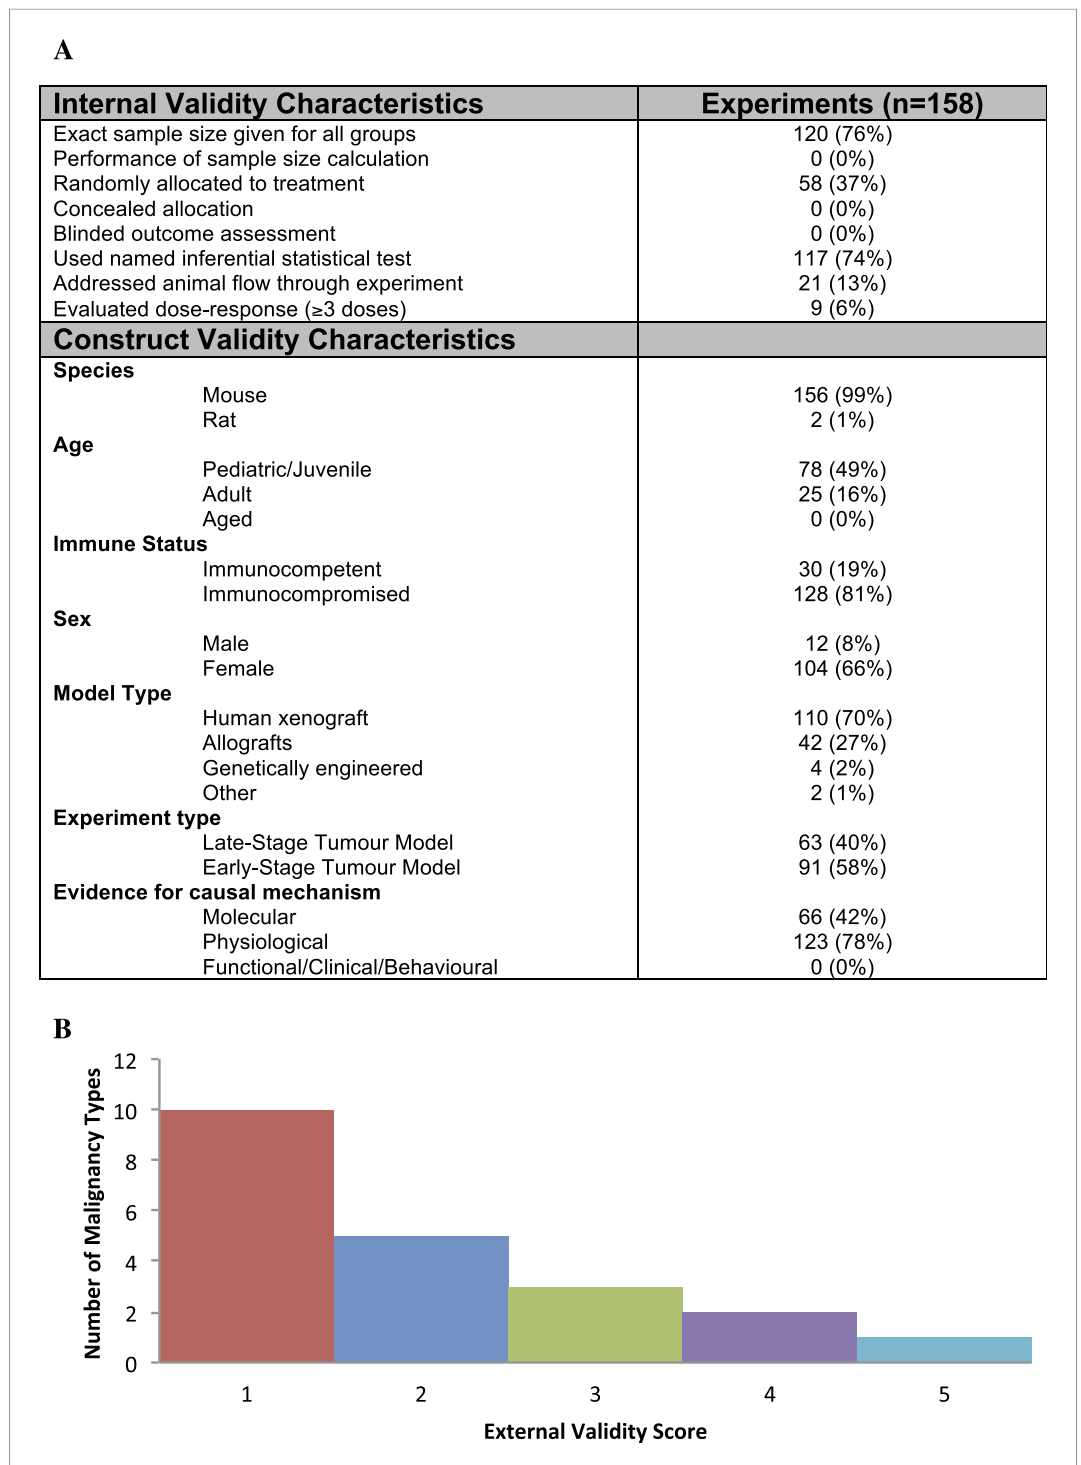 A
Internal Validity Characteristics Experiments (n=158)
Exact sample size given for all groups 120 (76%)
Performance of sample size calculation 0 (0%)
Randomly allocated to treatment 58 (37%)
Concealed allocation 0 (0%)
Blinded outcome assessment 0 (0%)
Used named inferential statistical test 117 (74%)
Addressed animal flow through experiment 21 (13%)
Evaluated dose-response (≥3 doses) 9 (6%)
Construct Validity Characteristics
Species
Mouse 156 (99%)
Rat 2 (1%)
Age
Pediatric/Juvenile 78 (49%)
Adult 25 (16%)
Aged 0 (0%)
Immune Status
Immunocompetent 30 (19%)
Immunocompromised 128 (81%)
Sex
Male 12 (8%)
Female 104 (66%)
Model Type
Human xenograft 110 (70%)
Allografts 42 (27%)
Genetically engineered 4 (2%)
Other 2 (1%)
Experiment type
Late-Stage Tumour Model 63 (40%)
Early-Stage Tumour Model 91 (58%)
Evidence for causal mechanism
Molecular 66 (42%)
Physiological 123 (78%)
Functional/Clinical/Behavioural 0 (0%)
B
Number of Malignancy Types
12
10
8
6
4
2
0
1 2 3 4 5
External Validity Score